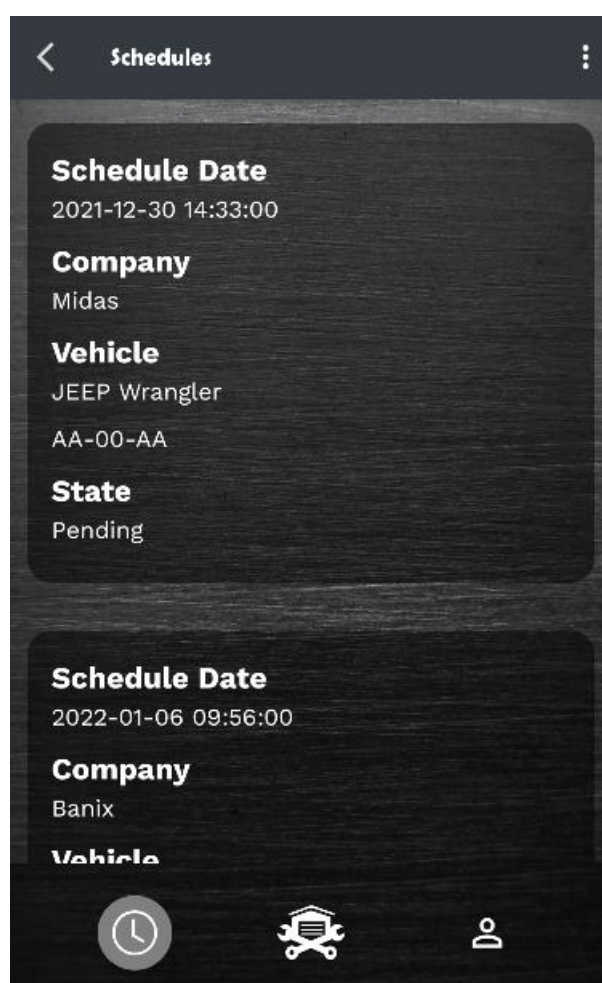 Schedules
Schedule Date
2021-12-30 14:33:00
Company
Midas
Vehicle
JEEP Wrangler
AA-00-AA
State
Pending
Schedule Date
2022-01-06 09:56:00
Company
Banix
Vehicle